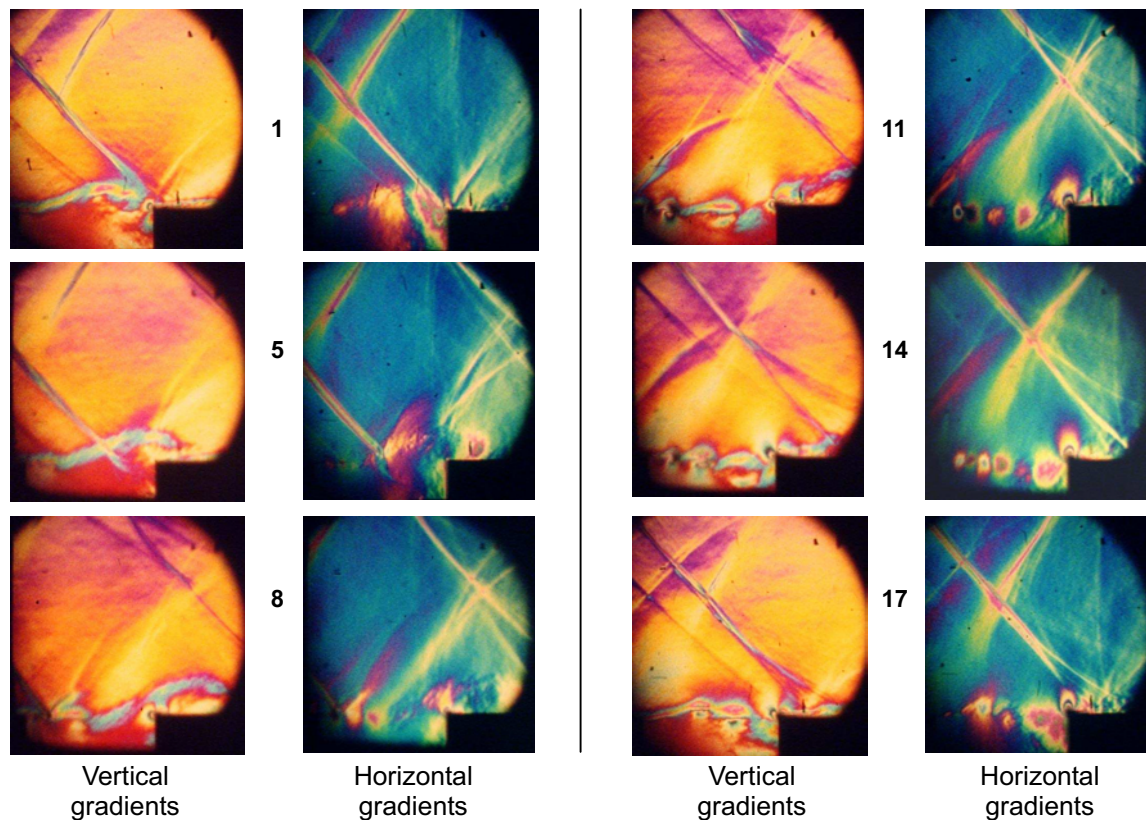 1
11
5
14
8
17
Vertical
gradients
Horizontal
gradients
Vertical
gradients
Horizontal
gradients